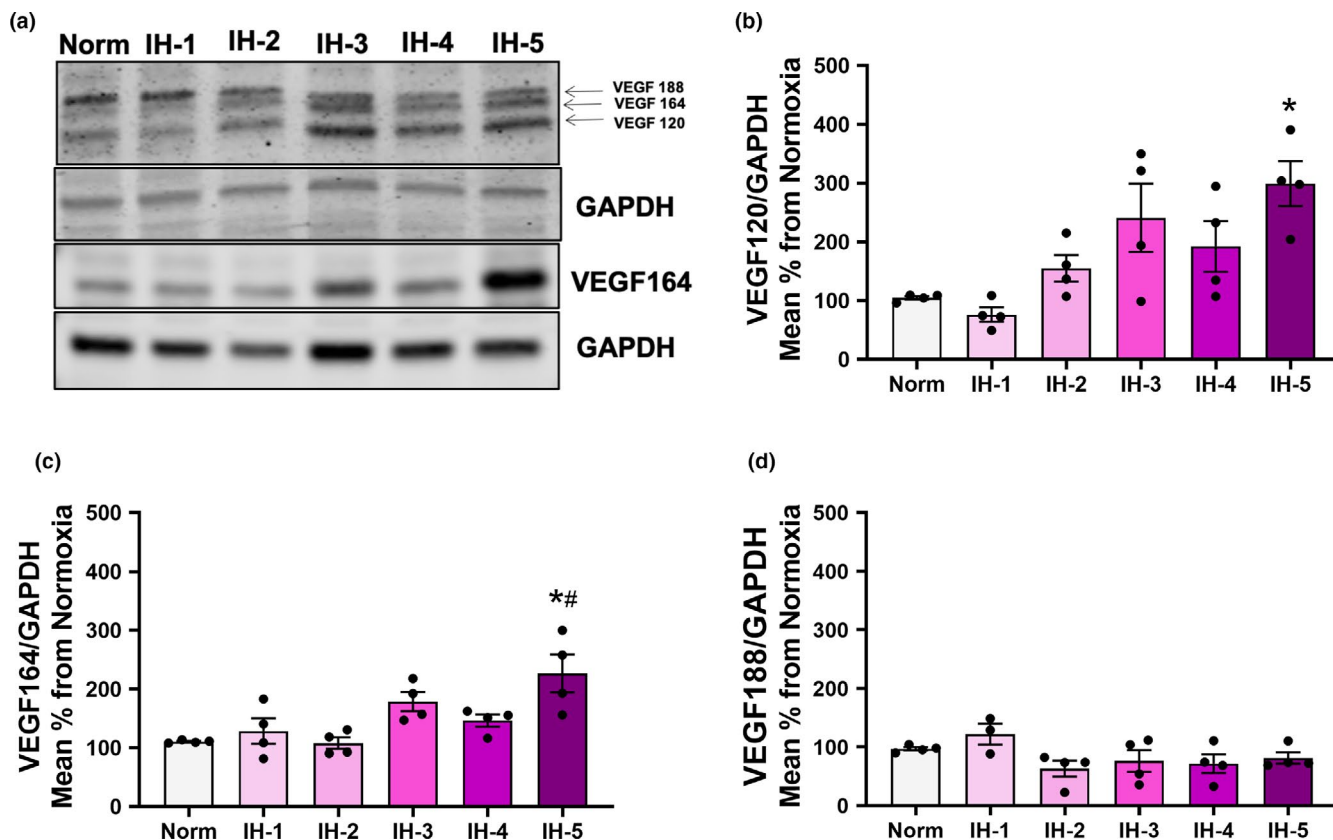 (a)
Norm IH-1 IH-2 IH-3 IH-4 IH-5
VEGF 188
VEGF 164
VEGF 120
GAPDH
VEGF164
GAPDH
(b)
VEGF120/GAPDH
Mean % from Normoxia
500
400
300
200
100
0
*
Norm IH-1 IH-2 IH-3 IH-4 IH-5
(c)
VEGF164/GAPDH
Mean % from Normoxia
500
400
300
200
100
0
*#
Norm IH-1 IH-2 IH-3 IH-4 IH-5
(d)
VEGF188/GAPDH
Mean % from Normoxia
500
400
300
200
100
0
Norm IH-1 IH-2 IH-3 IH-4 IH-5